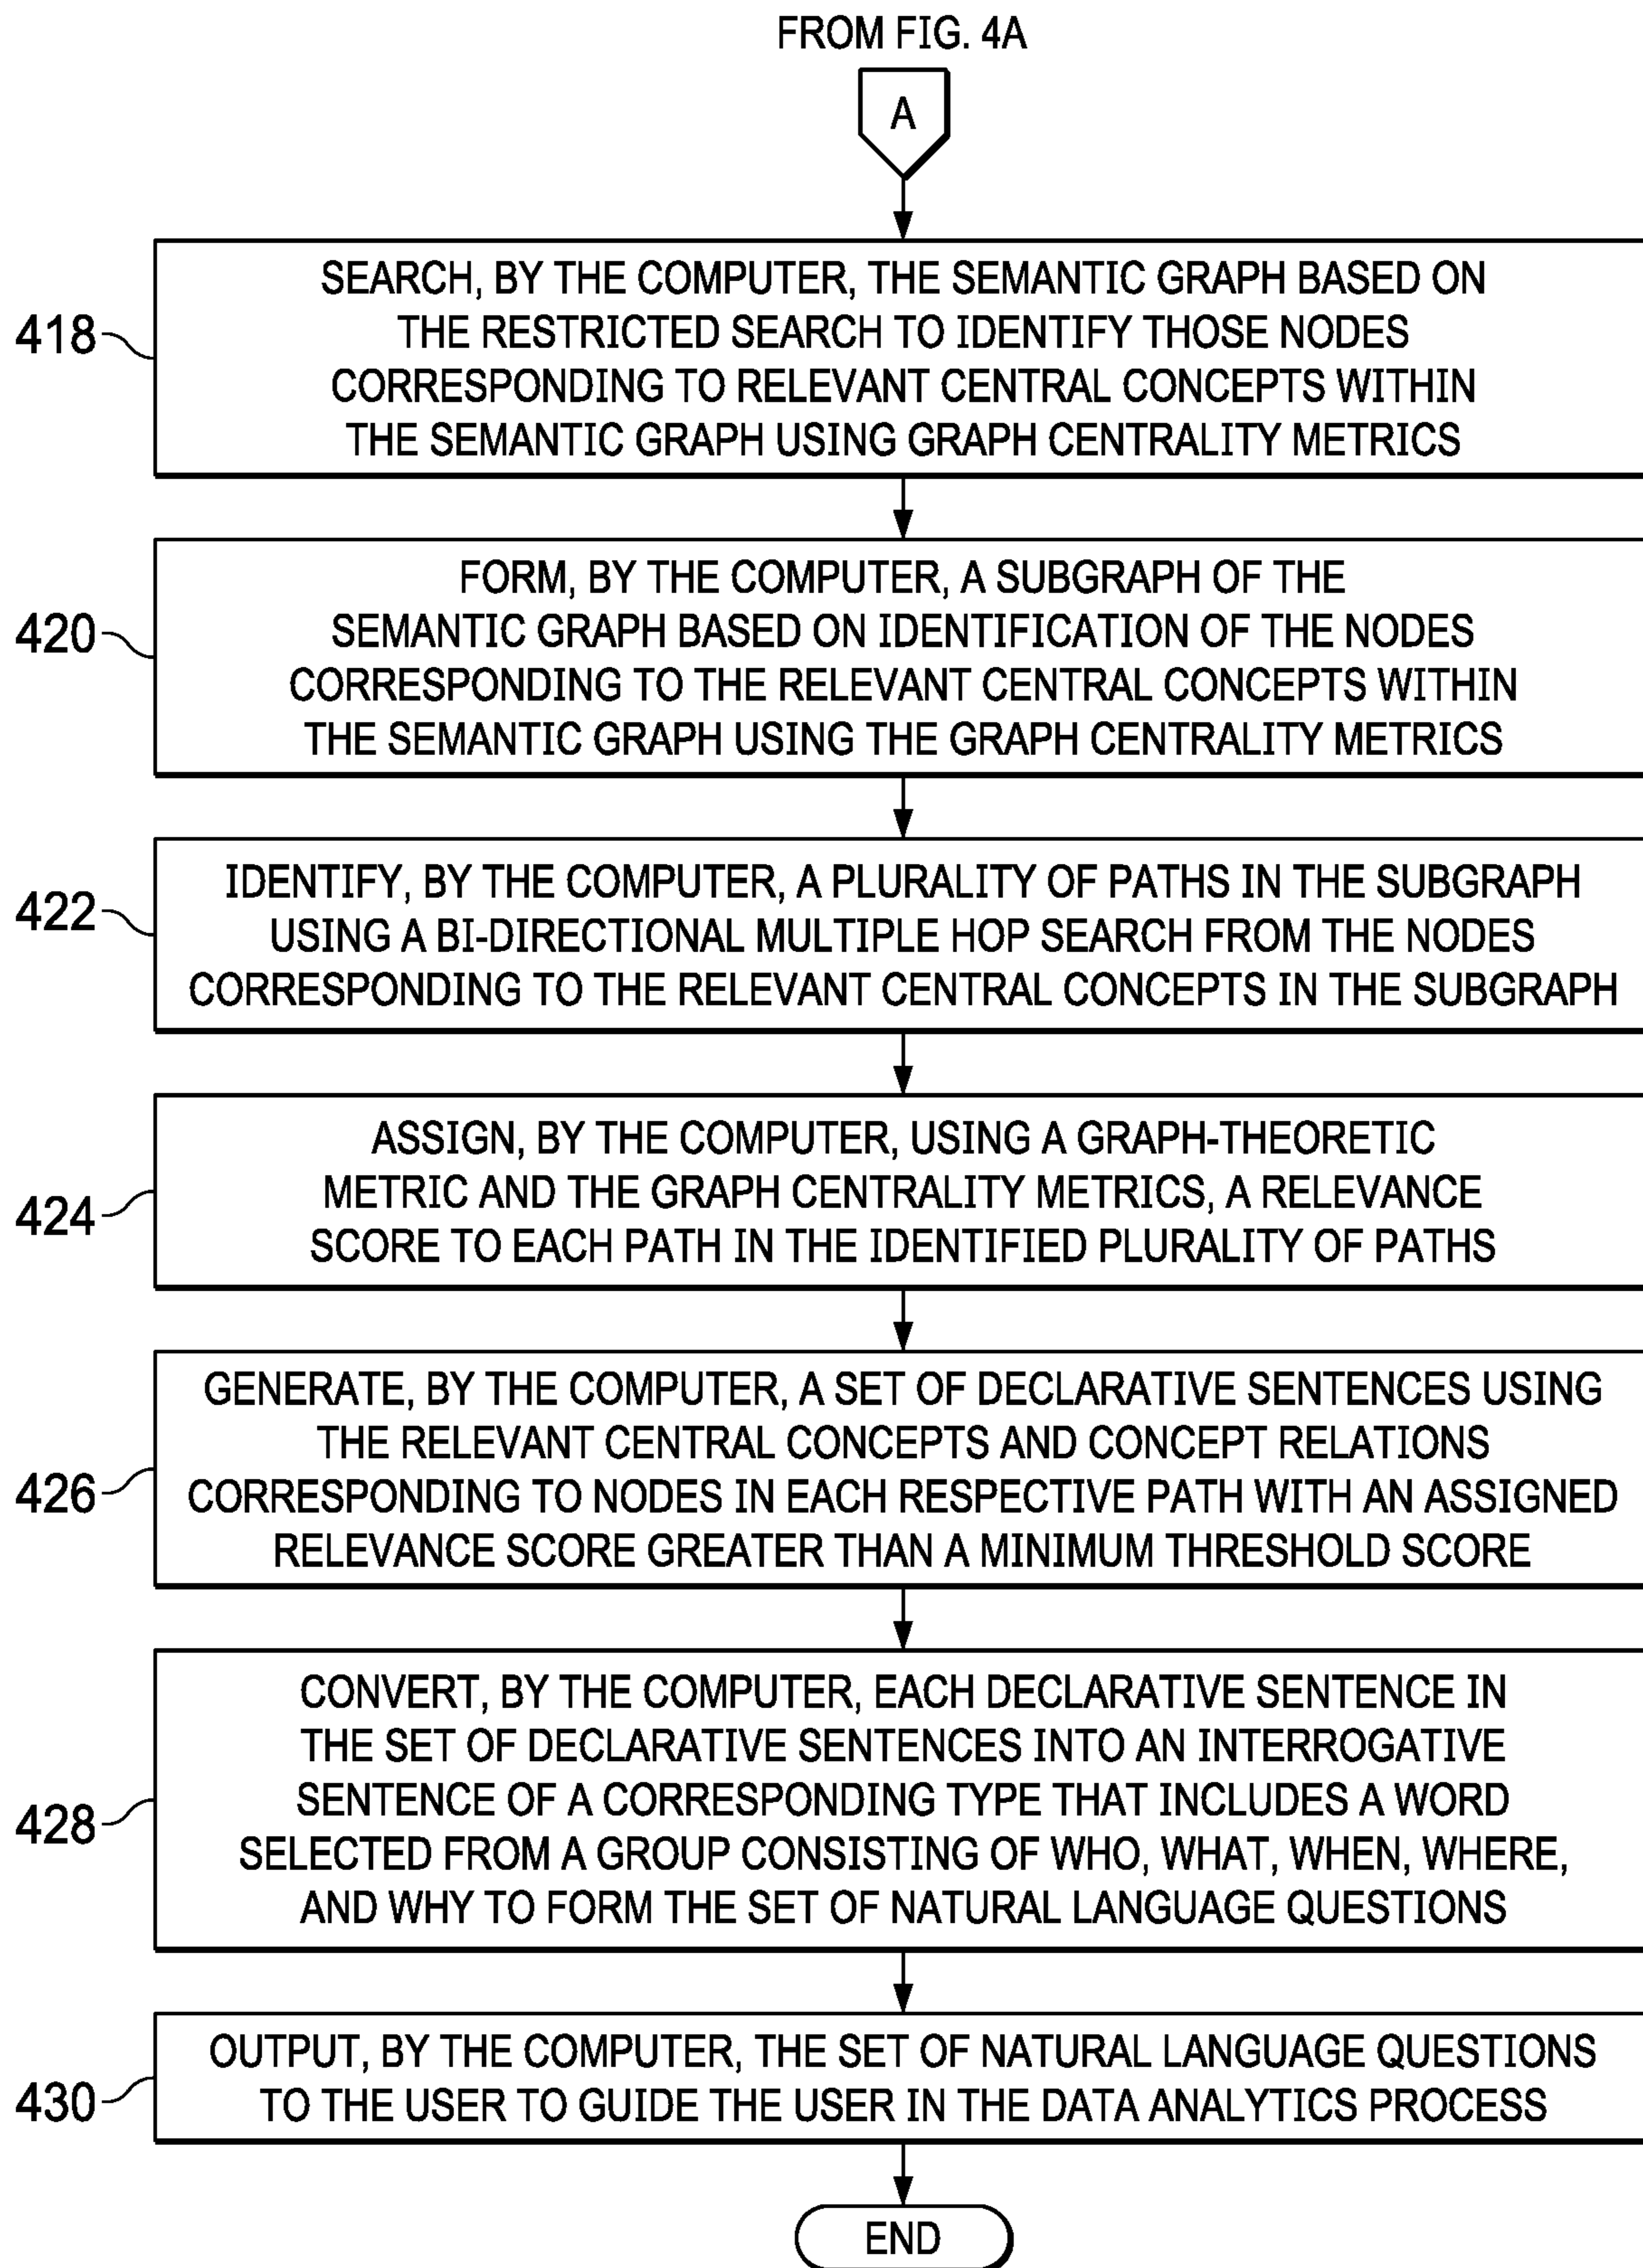 FROM FIG. 4A
A
418
SEARCH, BY THE COMPUTER, THE SEMANTIC GRAPH BASED ON
THE RESTRICTED SEARCH TO IDENTIFY THOSE NODES
CORRESPONDING TO RELEVANT CENTRAL CONCEPTS WITHIN
THE SEMANTIC GRAPH USING GRAPH CENTRALITY METRICS
420
FORM, BY THE COMPUTER, A SUBGRAPH OF THE
SEMANTIC GRAPH BASED ON IDENTIFICATION OF THE NODES
CORRESPONDING TO THE RELEVANT CENTRAL CONCEPTS WITHIN
THE SEMANTIC GRAPH USING THE GRAPH CENTRALITY METRICS
422
IDENTIFY, BY THE COMPUTER, A PLURALITY OF PATHS IN THE SUBGRAPH
USING A BI-DIRECTIONAL MULTIPLE HOP SEARCH FROM THE NODES
CORRESPONDING TO THE RELEVANT CENTRAL CONCEPTS IN THE SUBGRAPH
424
ASSIGN, BY THE COMPUTER, USING A GRAPH-THEORETIC
METRIC AND THE GRAPH CENTRALITY METRICS, A RELEVANCE
SCORE TO EACH PATH IN THE IDENTIFIED PLURALITY OF PATHS
426
GENERATE, BY THE COMPUTER, A SET OF DECLARATIVE SENTENCES USING
THE RELEVANT CENTRAL CONCEPTS AND CONCEPT RELATIONS
CORRESPONDING TO NODES IN EACH RESPECTIVE PATH WITH AN ASSIGNED
RELEVANCE SCORE GREATER THAN A MINIMUM THRESHOLD SCORE
428
CONVERT, BY THE COMPUTER, EACH DECLARATIVE SENTENCE IN
THE SET OF DECLARATIVE SENTENCES INTO AN INTERROGATIVE
SENTENCE OF A CORRESPONDING TYPE THAT INCLUDES A WORD
SELECTED FROM A GROUP CONSISTING OF WHO, WHAT, WHEN, WHERE,
AND WHY TO FORM THE SET OF NATURAL LANGUAGE QUESTIONS
430
OUTPUT, BY THE COMPUTER, THE SET OF NATURAL LANGUAGE QUESTIONS
TO THE USER TO GUIDE THE USER IN THE DATA ANALYTICS PROCESS
END